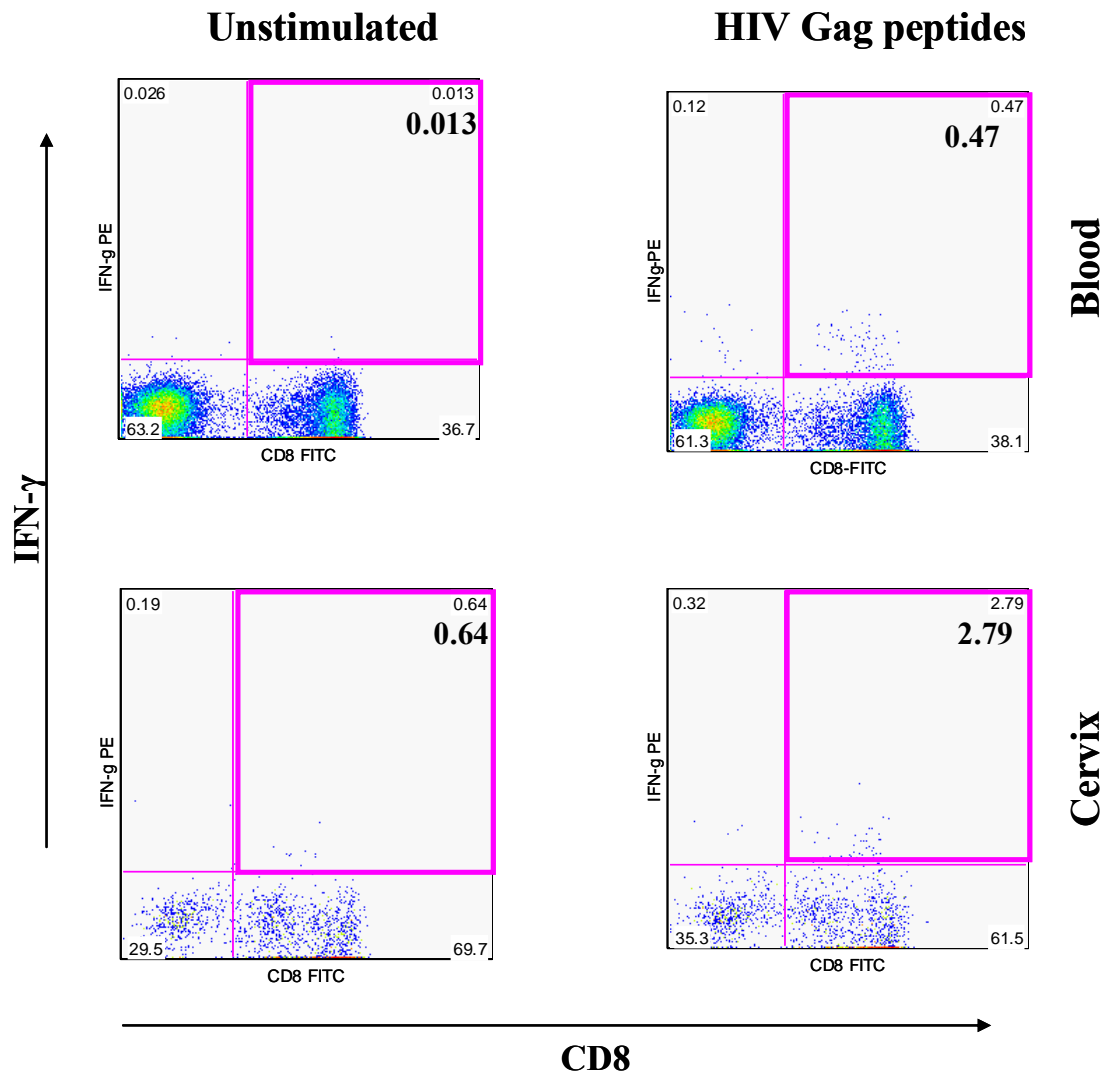 Unstimulated
HIV Gag peptides
0.026
0.013
0.013
IFN-g PE
63.2
36.7
CD8 FITC
0.12
0.47
0.47
IFNg-PE
61.3
38.1
CD8-FITC
Blood
IFN-γ
0.19
0.64
0.64
IFN-g PE
29.5
69.7
CD8 FITC
0.32
2.79
2.79
IFN-g PE
35.3
61.5
CD8 FITC
Cervix
CD8